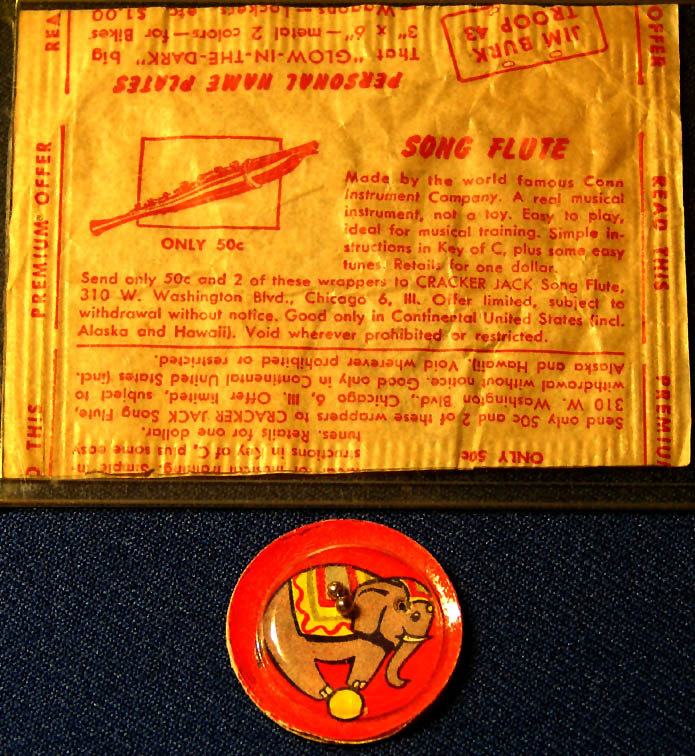 PERSONAL NAME PLATES
That "GLOW-IN-THE-DARK" big
3" x 6" — metal 2 colors — for — Bikes
— Wagons — Lockers, etc. $1.00
JIM BURK
TROOP 43
SONG FLUTE
Made by the world famous Conn
Instrument Company. A real musical
instrument, not a toy. Easy to play,
ideal for musical training. Simple in-
structions in Key of C, plus some easy
tunes. Retails for one dollar.
ONLY 50c
Send only 50c and 2 of these wrappers to CRACKER JACK Song Flute,
310 W. Washington Blvd., Chicago 6, Ill. Offer limited, subject to
withdrawal without notice. Good only in Continental United States (incl.
Alaska and Hawaii). Void wherever prohibited or restricted.
ONLY 50c
for musical training. Simple in-
structions in Key of C, plus some easy
tunes. Retails for one dollar.
Send only 50c and 2 of these wrappers to CRACKER JACK Song Flute,
310 W. Washington Blvd., Chicago 6, Ill. Offer limited, subject to
withdrawal without notice. Good only in Continental United States (incl.
Alaska and Hawaii). Void wherever prohibited or restricted.
REA
PREMIUM OFFER
D THIS
OFFER
READ THIS
PREMIUM